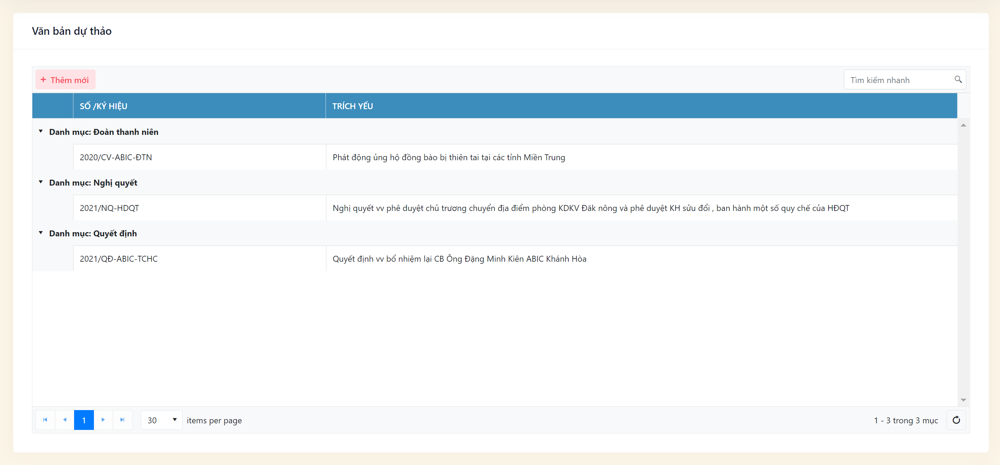 Văn bản dự thảo
+ Thêm mới
Tìm kiếm nhanh
SỐ /KÝ HIỆU TRÍCH YẾU
Danh mục: Đoàn thanh niên
2020/CV-ABIC-ĐTN Phát động ủng hộ đồng bào bị thiên tai tại các tỉnh Miền Trung
Danh mục: Nghị quyết
2021/NQ-HDQT Nghị quyết vv phê duyệt chủ trương chuyển địa điểm phòng KDKV Đăk nông và phê duyệt KH sửu đổi , ban hành một số quy chế của HĐQT
Danh mục: Quyết định
2021/QĐ-ABIC-TCHC Quyết định vv bổ nhiệm lại CB Ông Đặng Minh Kiên ABIC Khánh Hòa
1 30 items per page 1 - 3 trong 3 mục